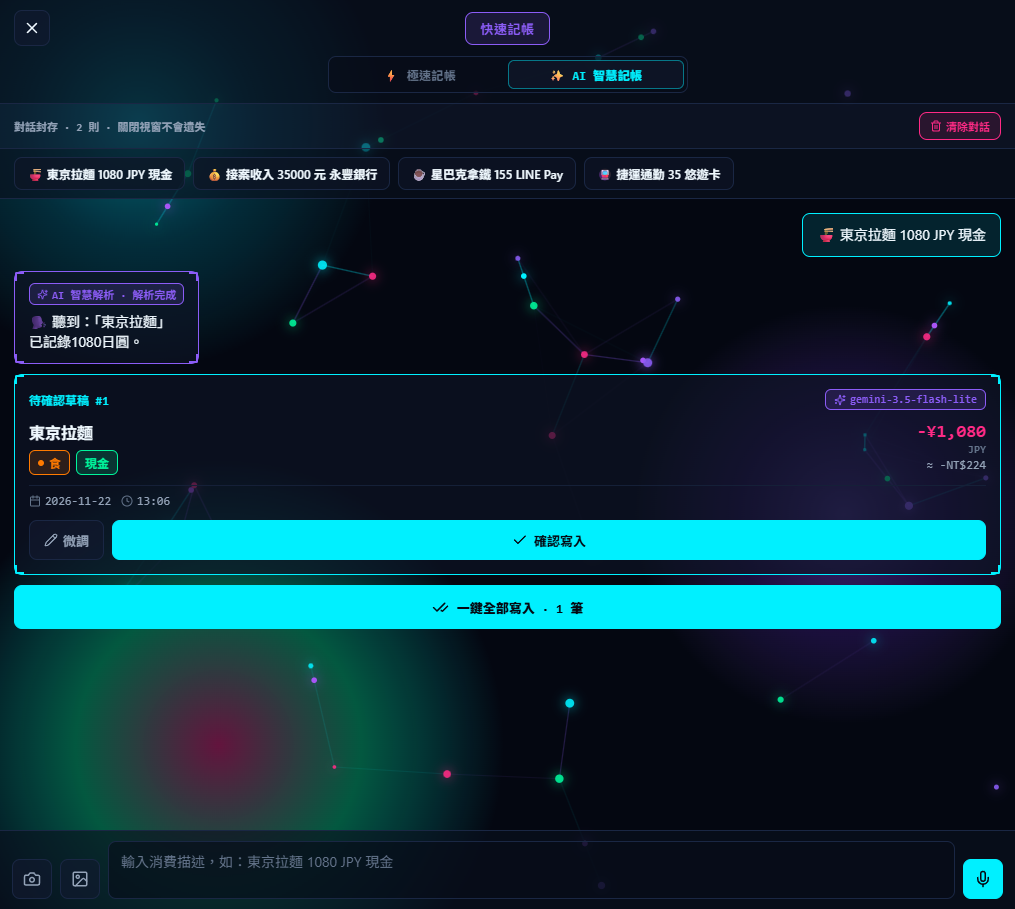 快速記帳
⚡ 極速記帳
✨ AI 智慧記帳
對話封存 · 2 則 · 關閉視窗不會遺失
清除對話
🍜 東京拉麵 1080 JPY 現金
💰 接案收入 35000 元 永豐銀行
☕ 星巴克拿鐵 155 LINE Pay
🚇 捷運通勤 35 悠遊卡
🍜 東京拉麵 1080 JPY 現金
AI 智慧解析 · 解析完成
🗣️ 聽到：「東京拉麵」
已記錄1080日圓。
待確認草稿 #1
gemini-3.5-flash-lite
東京拉麵
-¥1,080
JPY
≈ -NT$224
食
現金
2026-11-22
13:06
微調
確認寫入
一鍵全部寫入 · 1 筆
輸入消費描述，如：東京拉麵 1080 JPY 現金